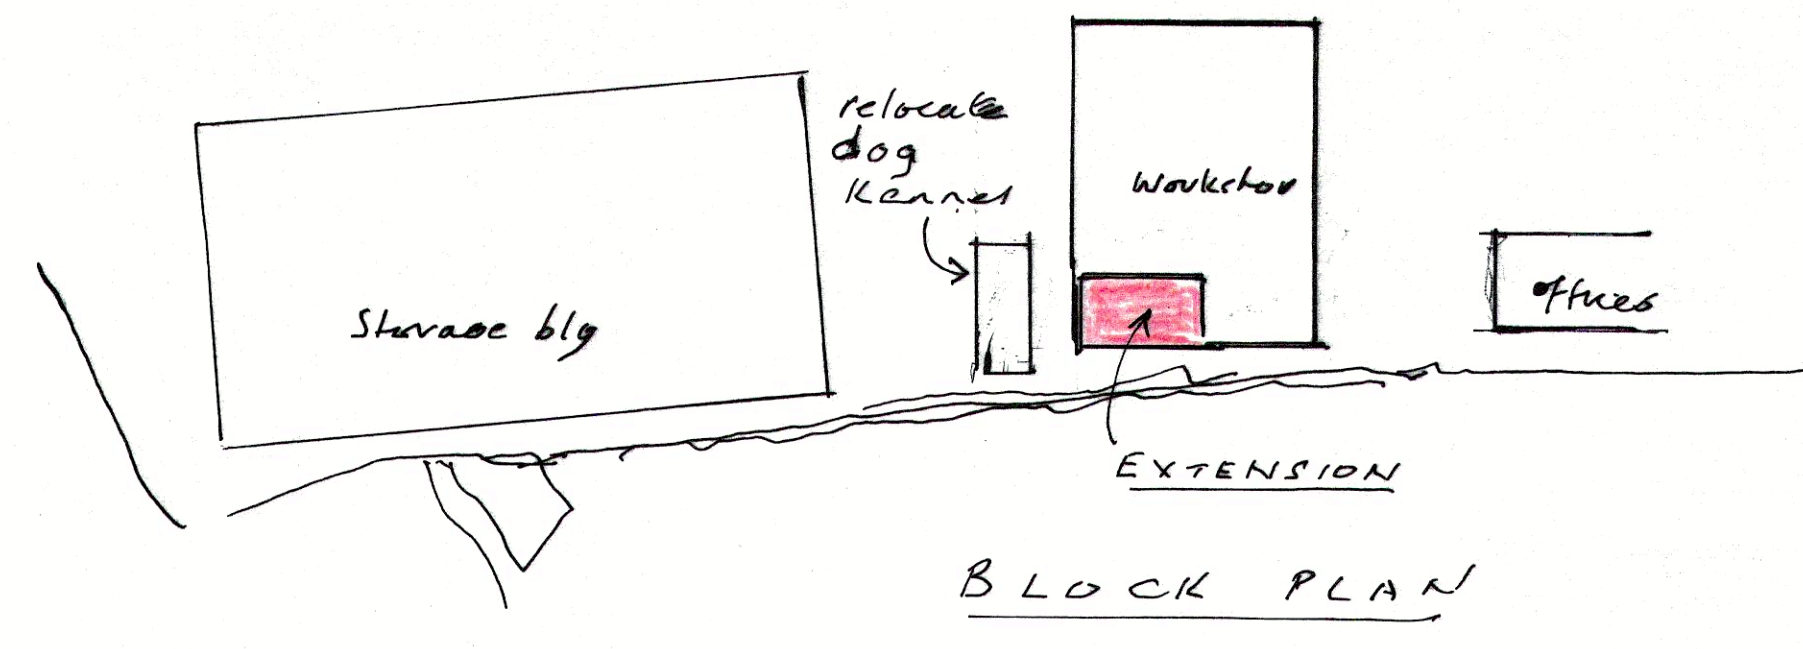 relocate
dog
Kennel
Workshop
Storage blg
offices
EXTENSION
BLOCK PLAN